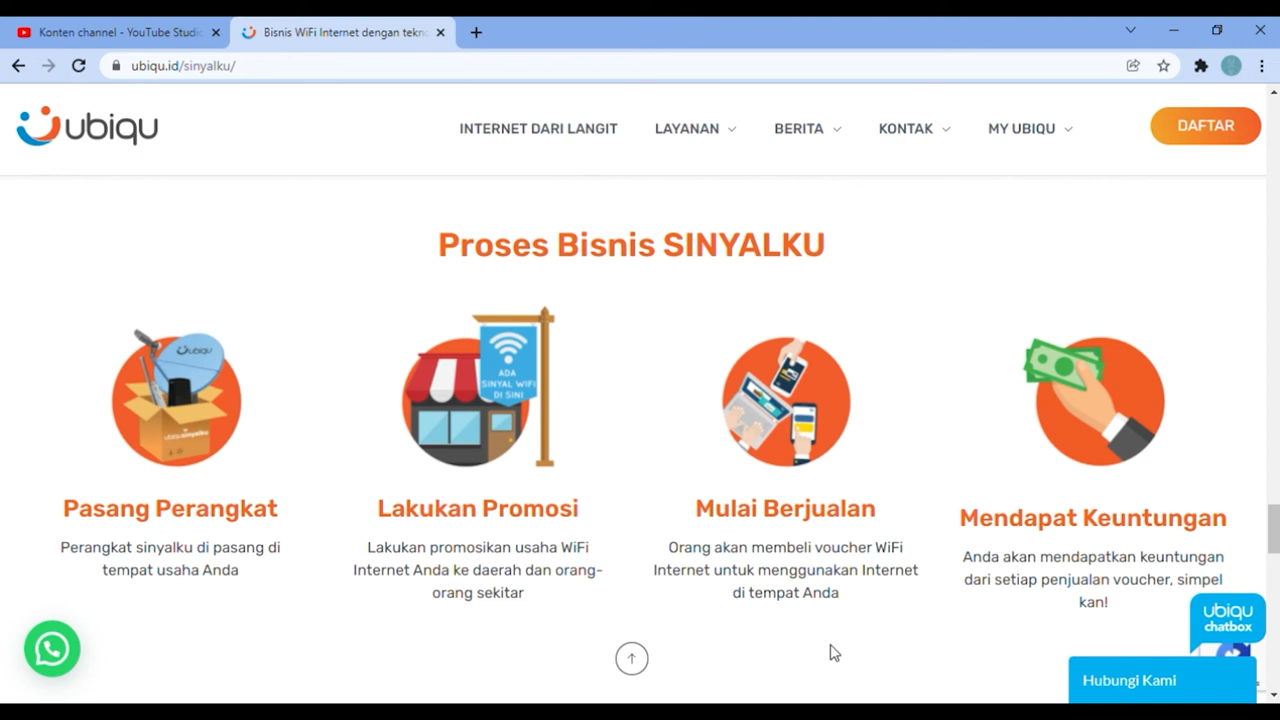 Konten channel - YouTube Studio
Bisnis WiFi Internet dengan tekno
ubiqu.id/sinyalku/
ubiqu
INTERNET DARI LANGIT
LAYANAN
BERITA
KONTAK
MY UBIQU
DAFTAR
Proses Bisnis SINYALKU
ubiqu
ADA
SINYAL WIFI
DI SINI
Pasang Perangkat
Perangkat sinyalku di pasang di
tempat usaha Anda
Lakukan Promosi
Lakukan promosikan usaha WiFi
Internet Anda ke daerah dan orang-
orang sekitar
Mulai Berjualan
Orang akan membeli voucher WiFi
Internet untuk menggunakan Internet
di tempat Anda
Mendapat Keuntungan
Anda akan mendapatkan keuntungan
dari setiap penjualan voucher, simpel
kan!
ubiqu
chatbox
Hubungi Kami